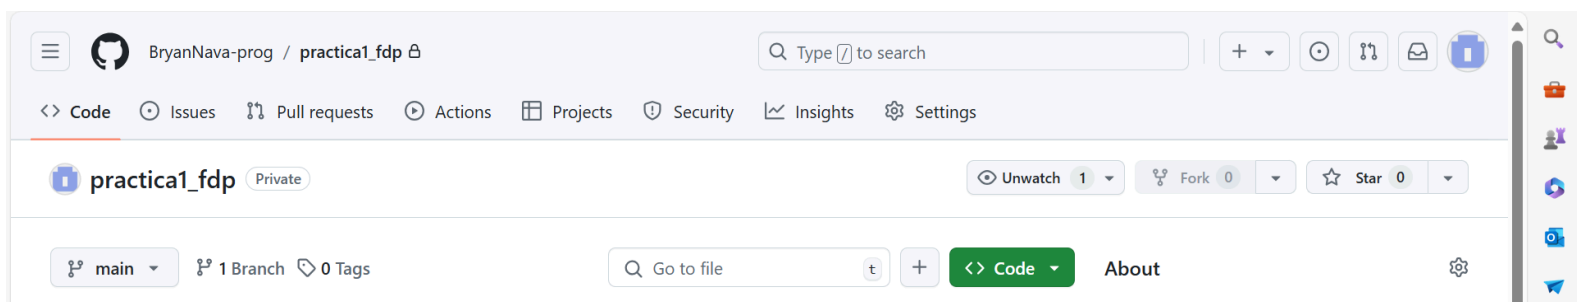 BryanNava-prog / practica1_fdp
Type / to search
Code Issues Pull requests Actions Projects Security Insights Settings
practica1_fdp Private
Unwatch 1 Fork 0 Star 0
main 1 Branch 0 Tags Go to file t Code About